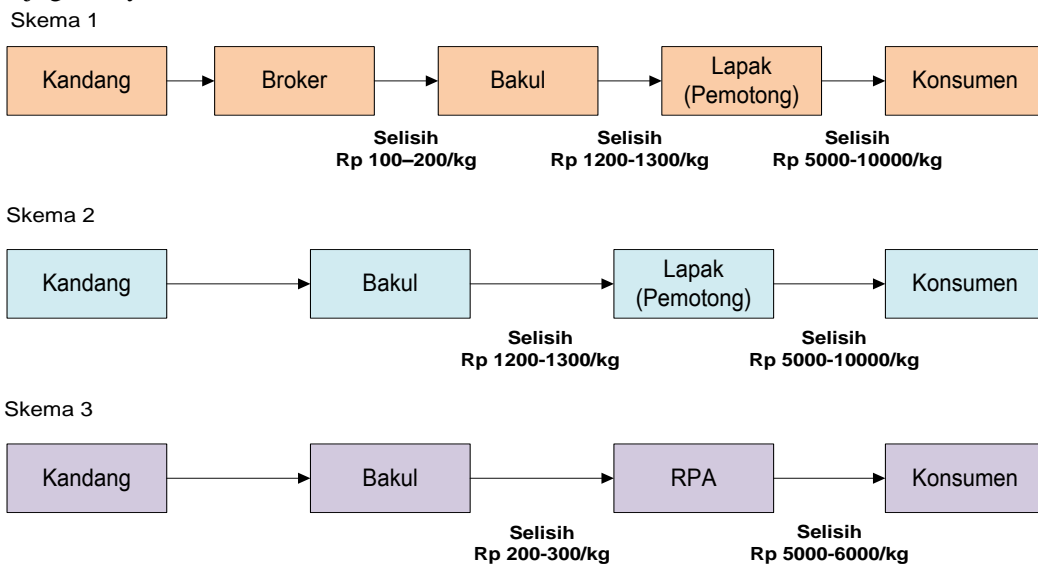 Skema 1
Kandang
Broker
Bakul
Lapak
(Pemotong)
Konsumen
Selisih
Rp 100–200/kg
Selisih
Rp 1200-1300/kg
Selisih
Rp 5000-10000/kg
Skema 2
Kandang
Bakul
Lapak
(Pemotong)
Konsumen
Selisih
Rp 1200-1300/kg
Selisih
Rp 5000-10000/kg
Skema 3
Kandang
Bakul
RPA
Konsumen
Selisih
Rp 200-300/kg
Selisih
Rp 5000-6000/kg